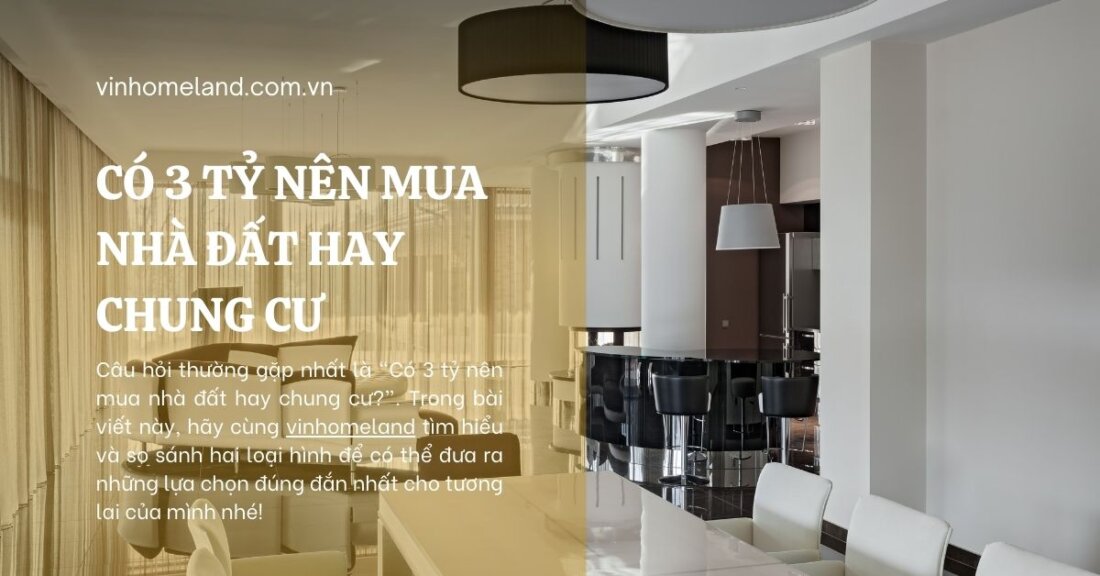 vinhomeland.com.vn
CÓ 3 TỶ NÊN MUA
NHÀ ĐẤT HAY
CHUNG CƯ
Câu hỏi thường gặp nhất là “Có 3 tỷ nên
mua nhà đất hay chung cư?”. Trong bài
viết này, hãy cùng vinhomeland tìm hiểu
và so sánh hai loại hình để có thể đưa ra
những lựa chọn đúng đắn nhất cho tương
lai của mình nhé!